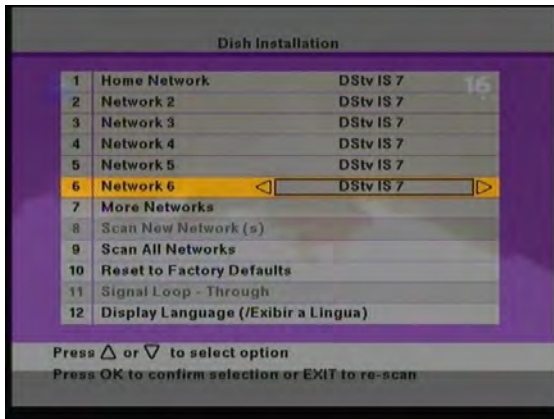 Dish Installation
16
1 Home Network DStv IS 7
2 Network 2 DStv IS 7
3 Network 3 DStv IS 7
4 Network 4 DStv IS 7
5 Network 5 DStv IS 7
6 Network 6 DStv IS 7
7 More Networks
8 Scan New Network (s)
9 Scan All Networks
10 Reset to Factory Defaults
11 Signal Loop - Through
12 Display Language (/Exibir a Lingua)
Press △ or ▽ to select option
Press OK to confirm selection or EXIT to re-scan